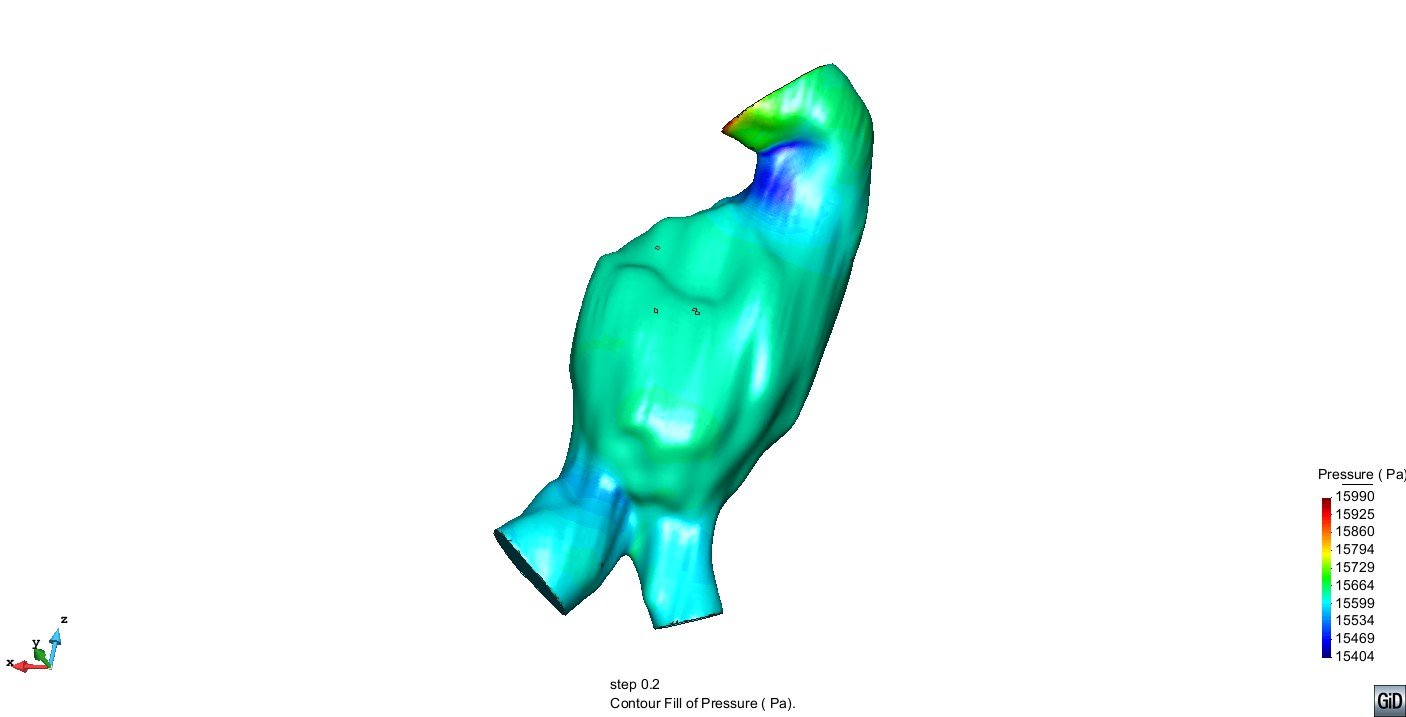 Pressure ( Pa)
15990
15925
15860
15794
15729
15664
15599
15534
15469
15404
z
y
x
step 0.2
Contour Fill of Pressure ( Pa).
GiD